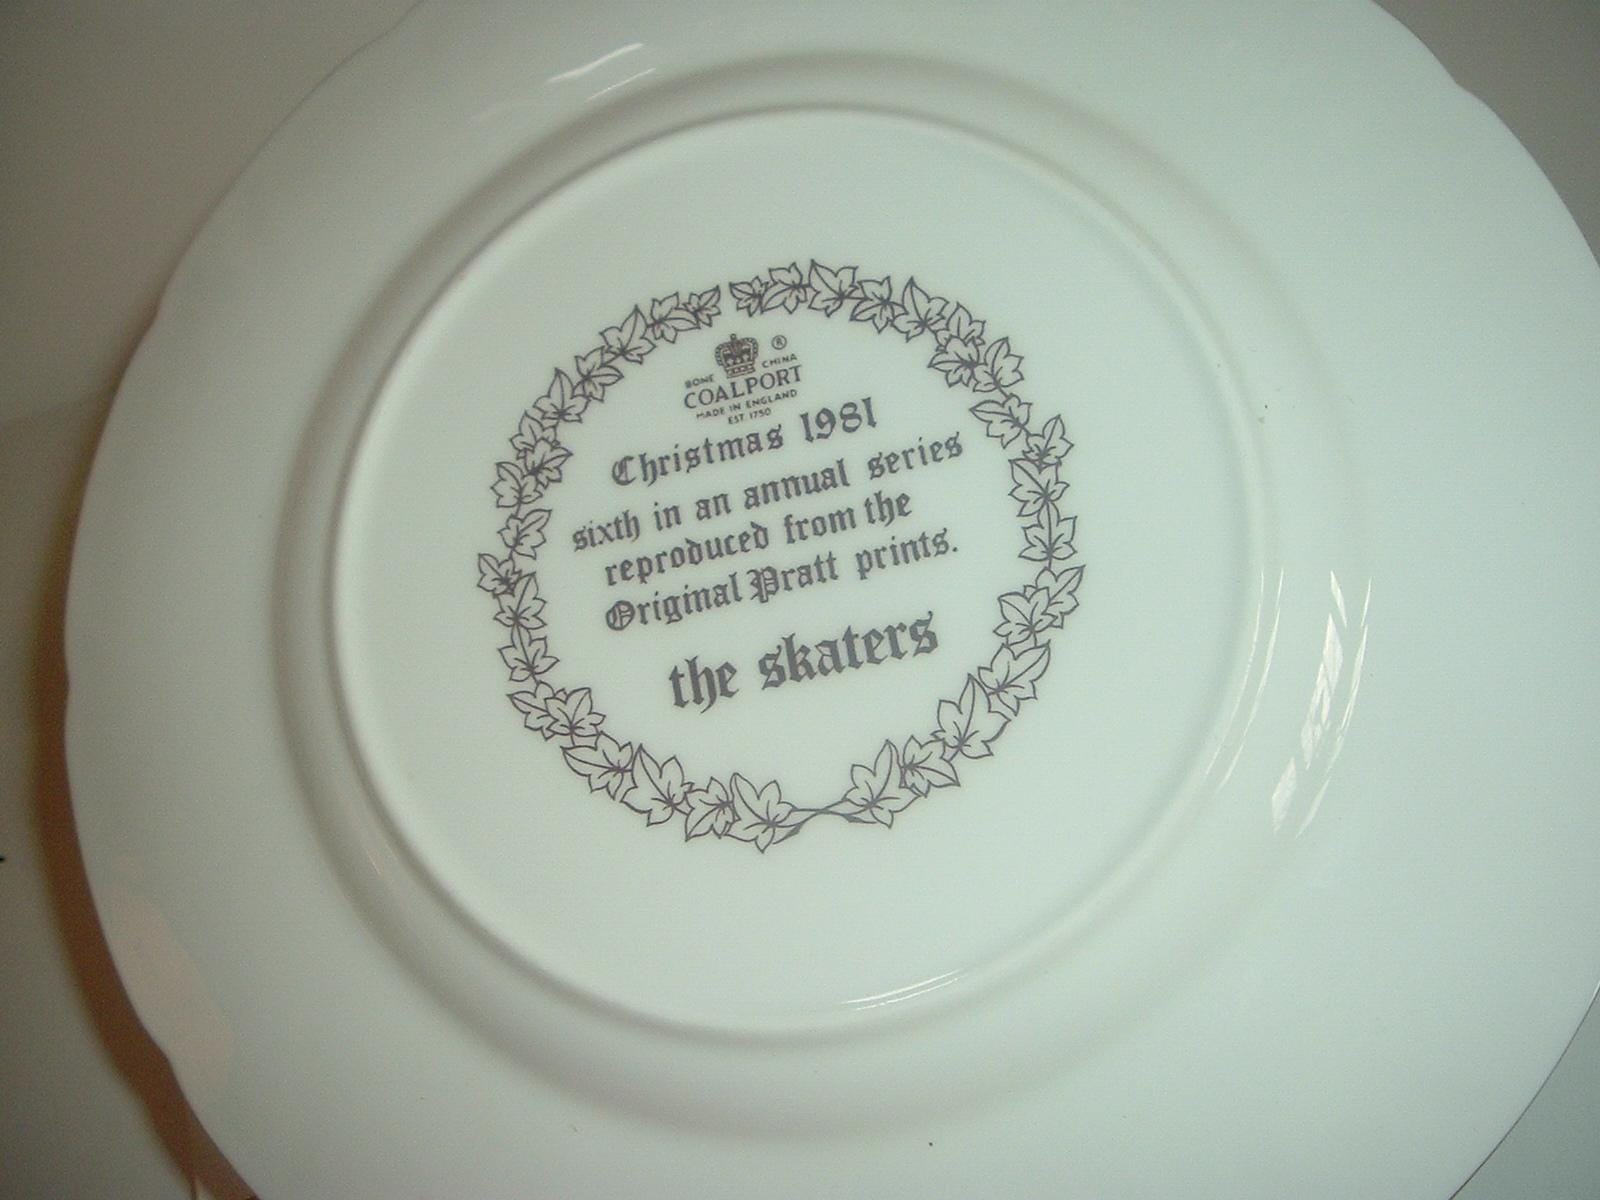 ®
BONE CHINA
COALPORT
MADE IN ENGLAND
EST 1750
Christmas 1981
sixth in an annual series
reproduced from the
Original Pratt prints.
the skaters